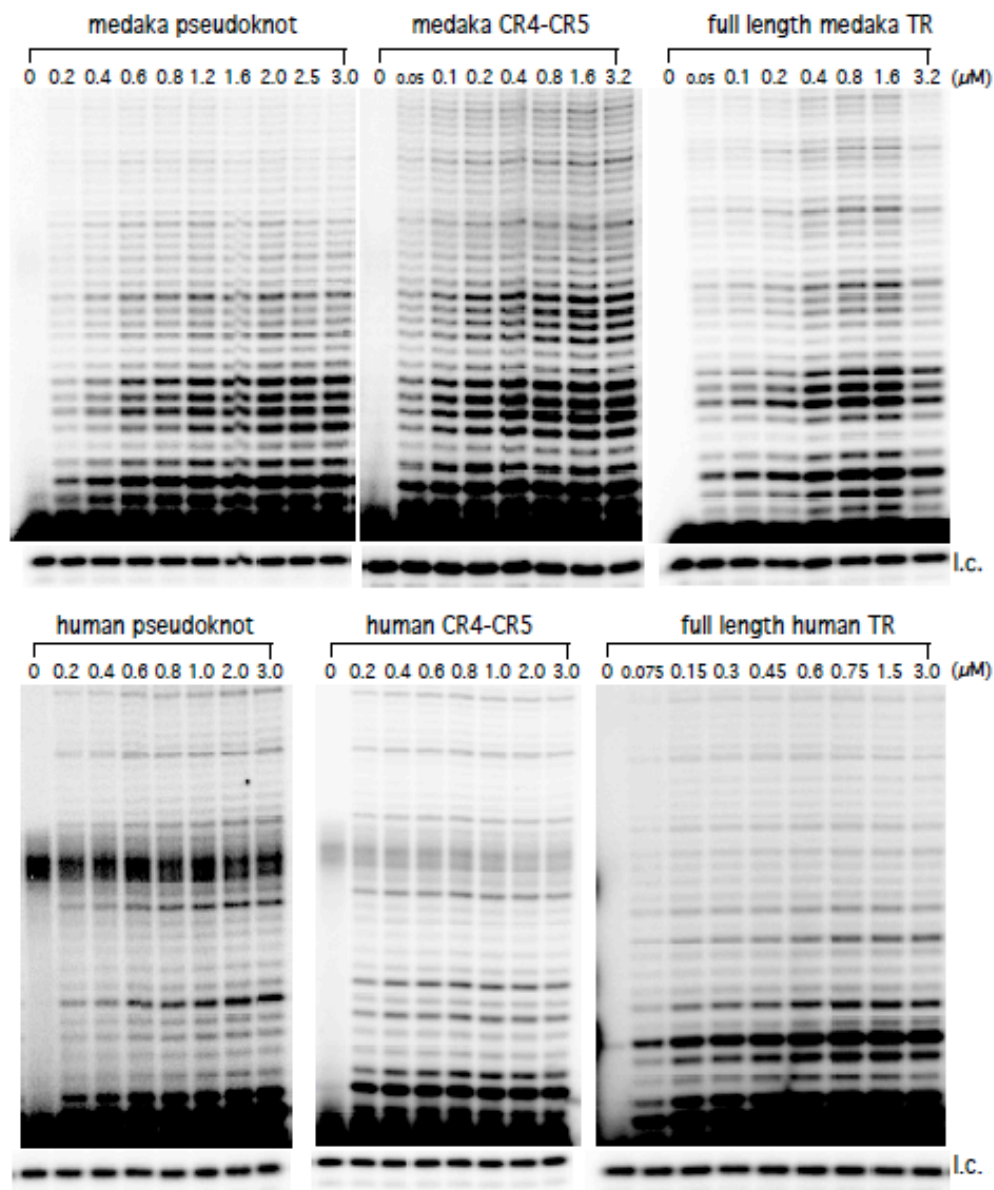 medaka pseudoknot medaka CR4-CR5 full length medaka TR
0 0.2 0.4 0.6 0.8 1.2 1.6 2.0 2.5 3.0 0 0.05 0.1 0.2 0.4 0.8 1.6 3.2 0 0.05 0.1 0.2 0.4 0.8 1.6 3.2 (μM)
l.c.
human pseudoknot human CR4-CR5 full length human TR
0 0.2 0.4 0.6 0.8 1.0 2.0 3.0 0 0.2 0.4 0.6 0.8 1.0 2.0 3.0 0 0.075 0.15 0.3 0.45 0.6 0.75 1.5 3.0 (μM)
l.c.